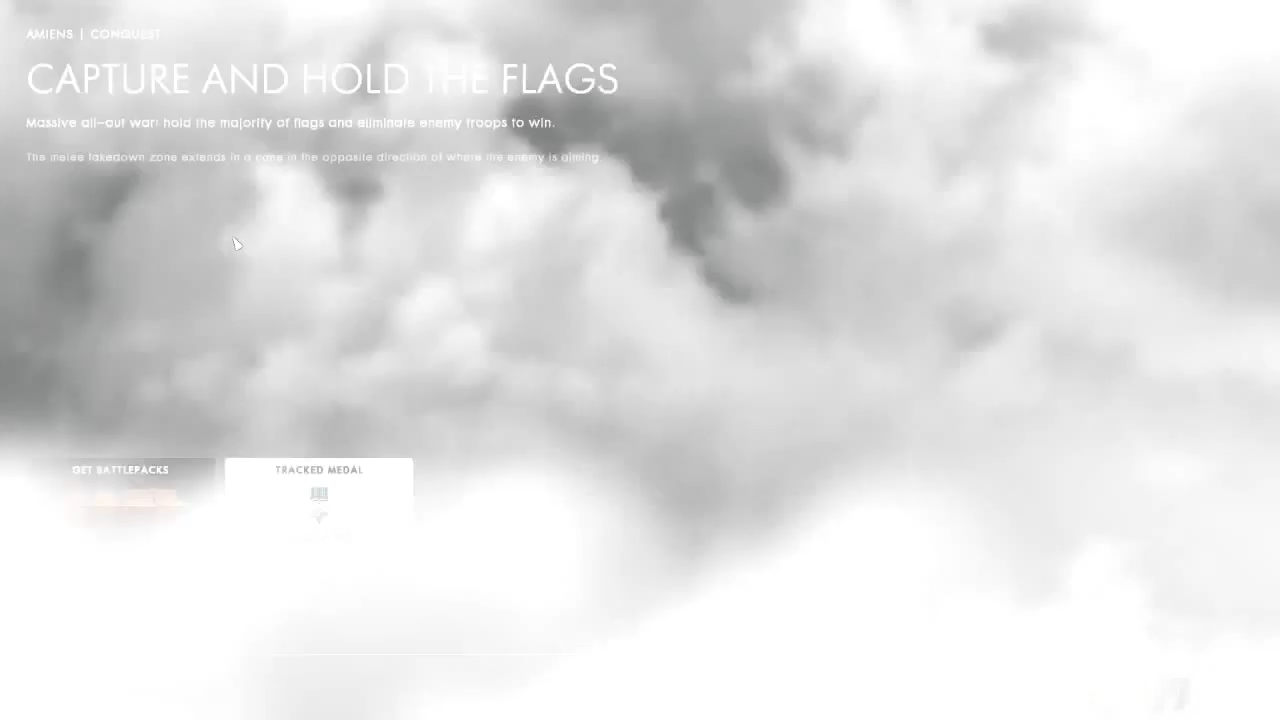 AMIENS | CONQUEST
CAPTURE AND HOLD THE FLAGS
Massive all-out war: hold the majority of flags and eliminate enemy troops to win.
The melee takedown zone extends in a cone in the opposite direction of where the enemy is aiming.
GET BATTLEPACKS
TRACKED MEDAL